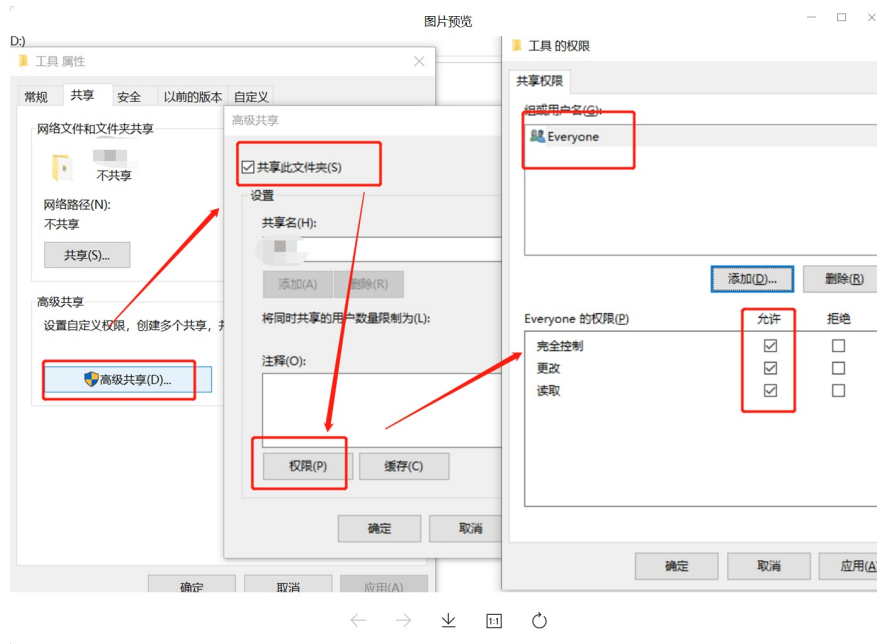 图片预览
D:)
工具 属性
常规 共享 安全 以前的版本 自定义
网络文件和文件夹共享
不共享
网络路径(N):
不共享
共享(S)...
高级共享
设置自定义权限，创建多个共享，
高级共享(D)...
确定 取消 应用(A)
高级共享
共享此文件夹(S)
设置
共享名(H):
添加(A) 删除(R)
将同时共享的用户数量限制为(L):
注释(O):
权限(P) 缓存(C)
确定 取消
工具 的权限
共享权限
组或用户名(G):
Everyone
添加(D)... 删除(R)
Everyone 的权限(P) 允许 拒绝
完全控制
更改
读取
确定 取消 应用(A
1:1